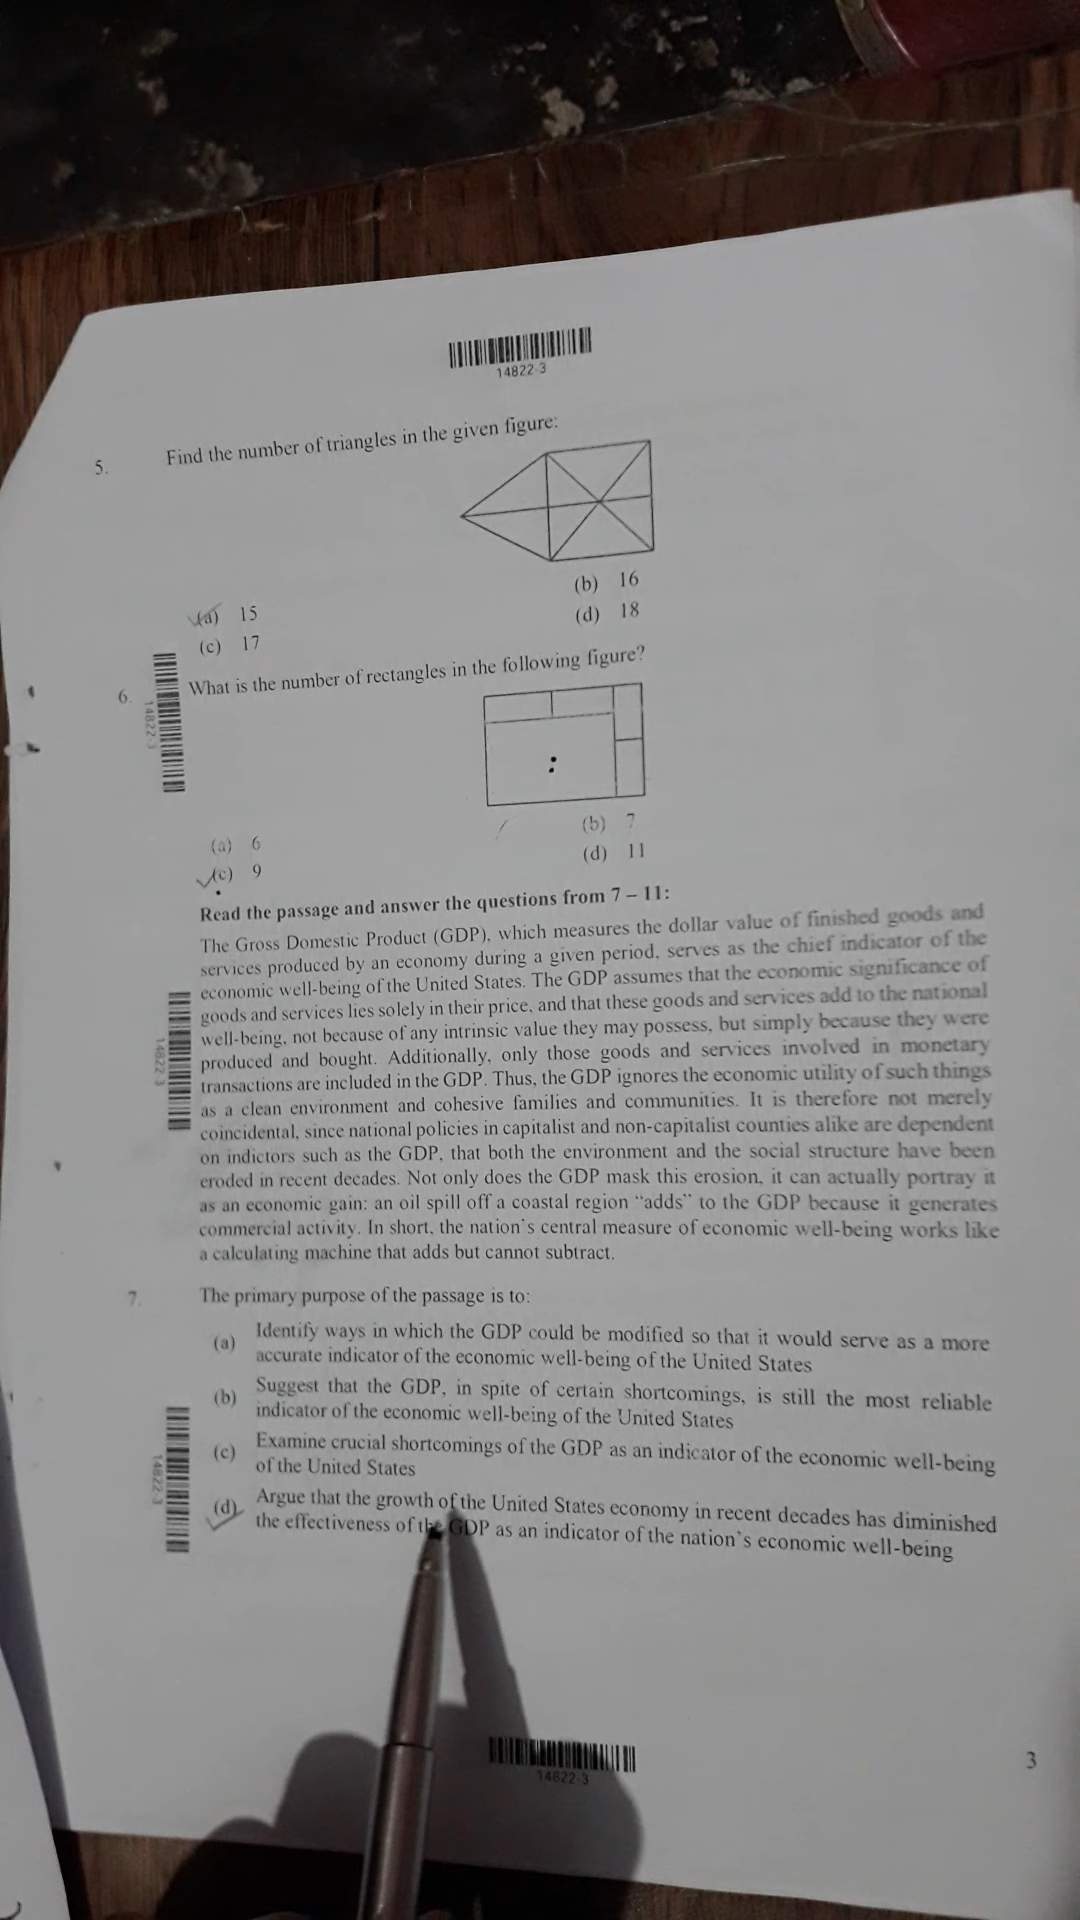 14822-3
5. Find the number of triangles in the given figure:
(a) 15 (b) 16
(c) 17 (d) 18
6. What is the number of rectangles in the following figure?
14822-3
(a) 6 (b) 7
(c) 9 (d) 11
Read the passage and answer the questions from 7 – 11:
The Gross Domestic Product (GDP), which measures the dollar value of finished goods and
services produced by an economy during a given period, serves as the chief indicator of the
economic well-being of the United States. The GDP assumes that the economic significance of
goods and services lies solely in their price, and that these goods and services add to the national
well-being, not because of any intrinsic value they may possess, but simply because they were
produced and bought. Additionally, only those goods and services involved in monetary
transactions are included in the GDP. Thus, the GDP ignores the economic utility of such things
as a clean environment and cohesive families and communities. It is therefore not merely
coincidental, since national policies in capitalist and non-capitalist counties alike are dependent
on indictors such as the GDP, that both the environment and the social structure have been
eroded in recent decades. Not only does the GDP mask this erosion, it can actually portray it
as an economic gain: an oil spill off a coastal region “adds” to the GDP because it generates
commercial activity. In short, the nation's central measure of economic well-being works like
a calculating machine that adds but cannot subtract.
14822-3
7. The primary purpose of the passage is to:
(a) Identify ways in which the GDP could be modified so that it would serve as a more
accurate indicator of the economic well-being of the United States
(b) Suggest that the GDP, in spite of certain shortcomings, is still the most reliable
indicator of the economic well-being of the United States
(c) Examine crucial shortcomings of the GDP as an indicator of the economic well-being
of the United States
(d) Argue that the growth of the United States economy in recent decades has diminished
the effectiveness of the GDP as an indicator of the nation's economic well-being
14822-3
14822-3
3